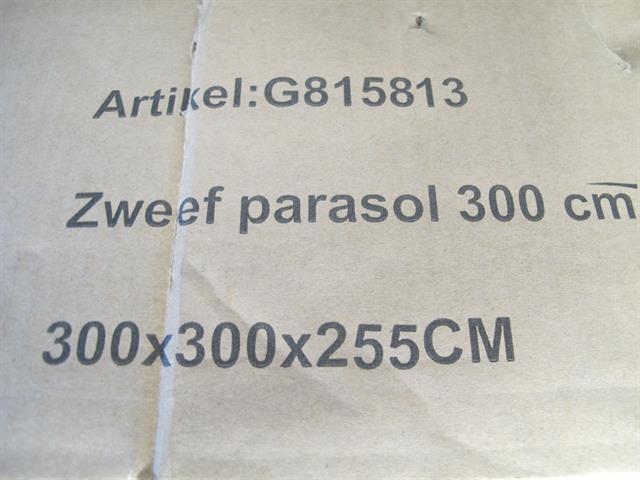 Artikel:G815813
Zweef parasol 300 cm
300x300x255CM